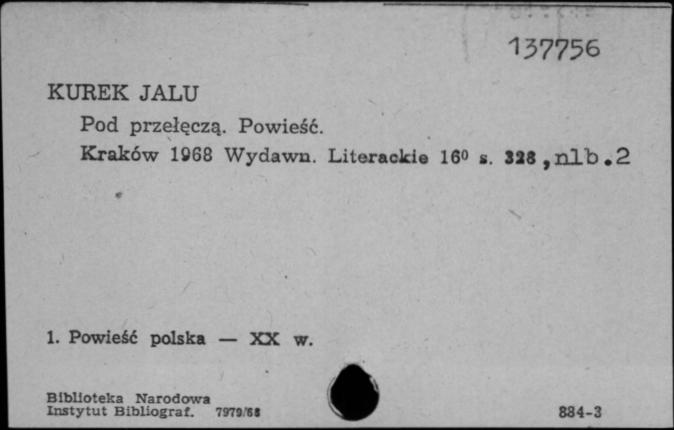 137756
KUREK JALU
Pod przełęczą. Powieść.
Kraków 1968 Wydawn. Literackie 16⁰ s. 328, nlb. 2
1. Powieść polska — XX w.
Biblioteka Narodowa
Instytut Bibliograf. 7979/68
884-3